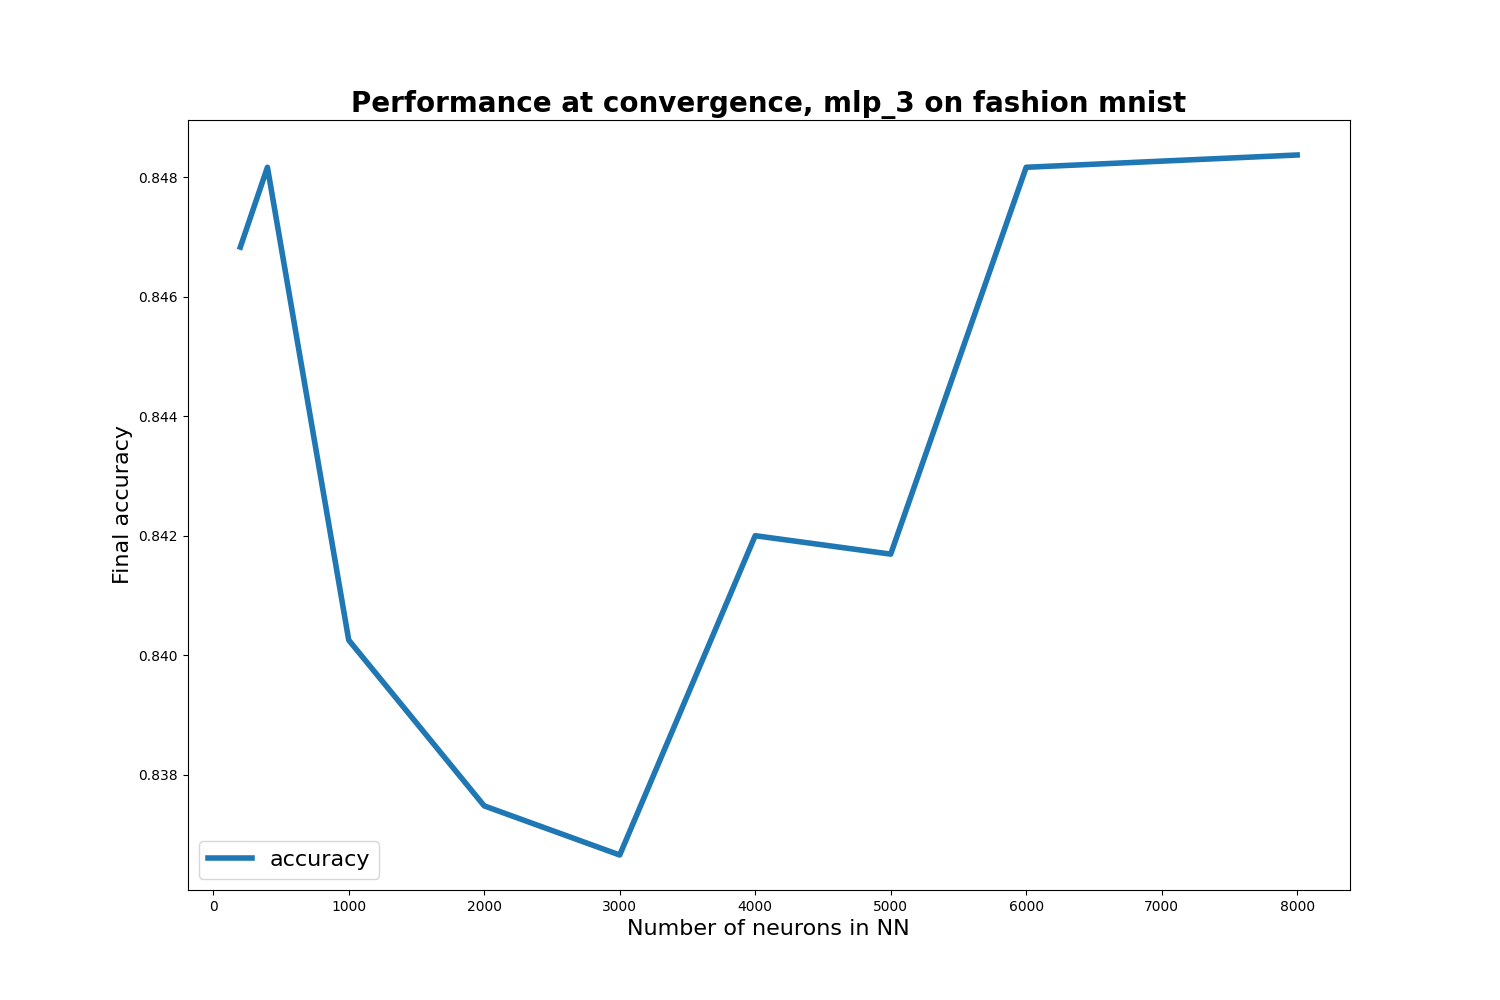 Performance at convergence, mlp_3 on fashion mnist
0.848
0.846
0.844
0.842
0.840
0.838
Final accuracy
accuracy
0 1000 2000 3000 4000 5000 6000 7000 8000
Number of neurons in NN